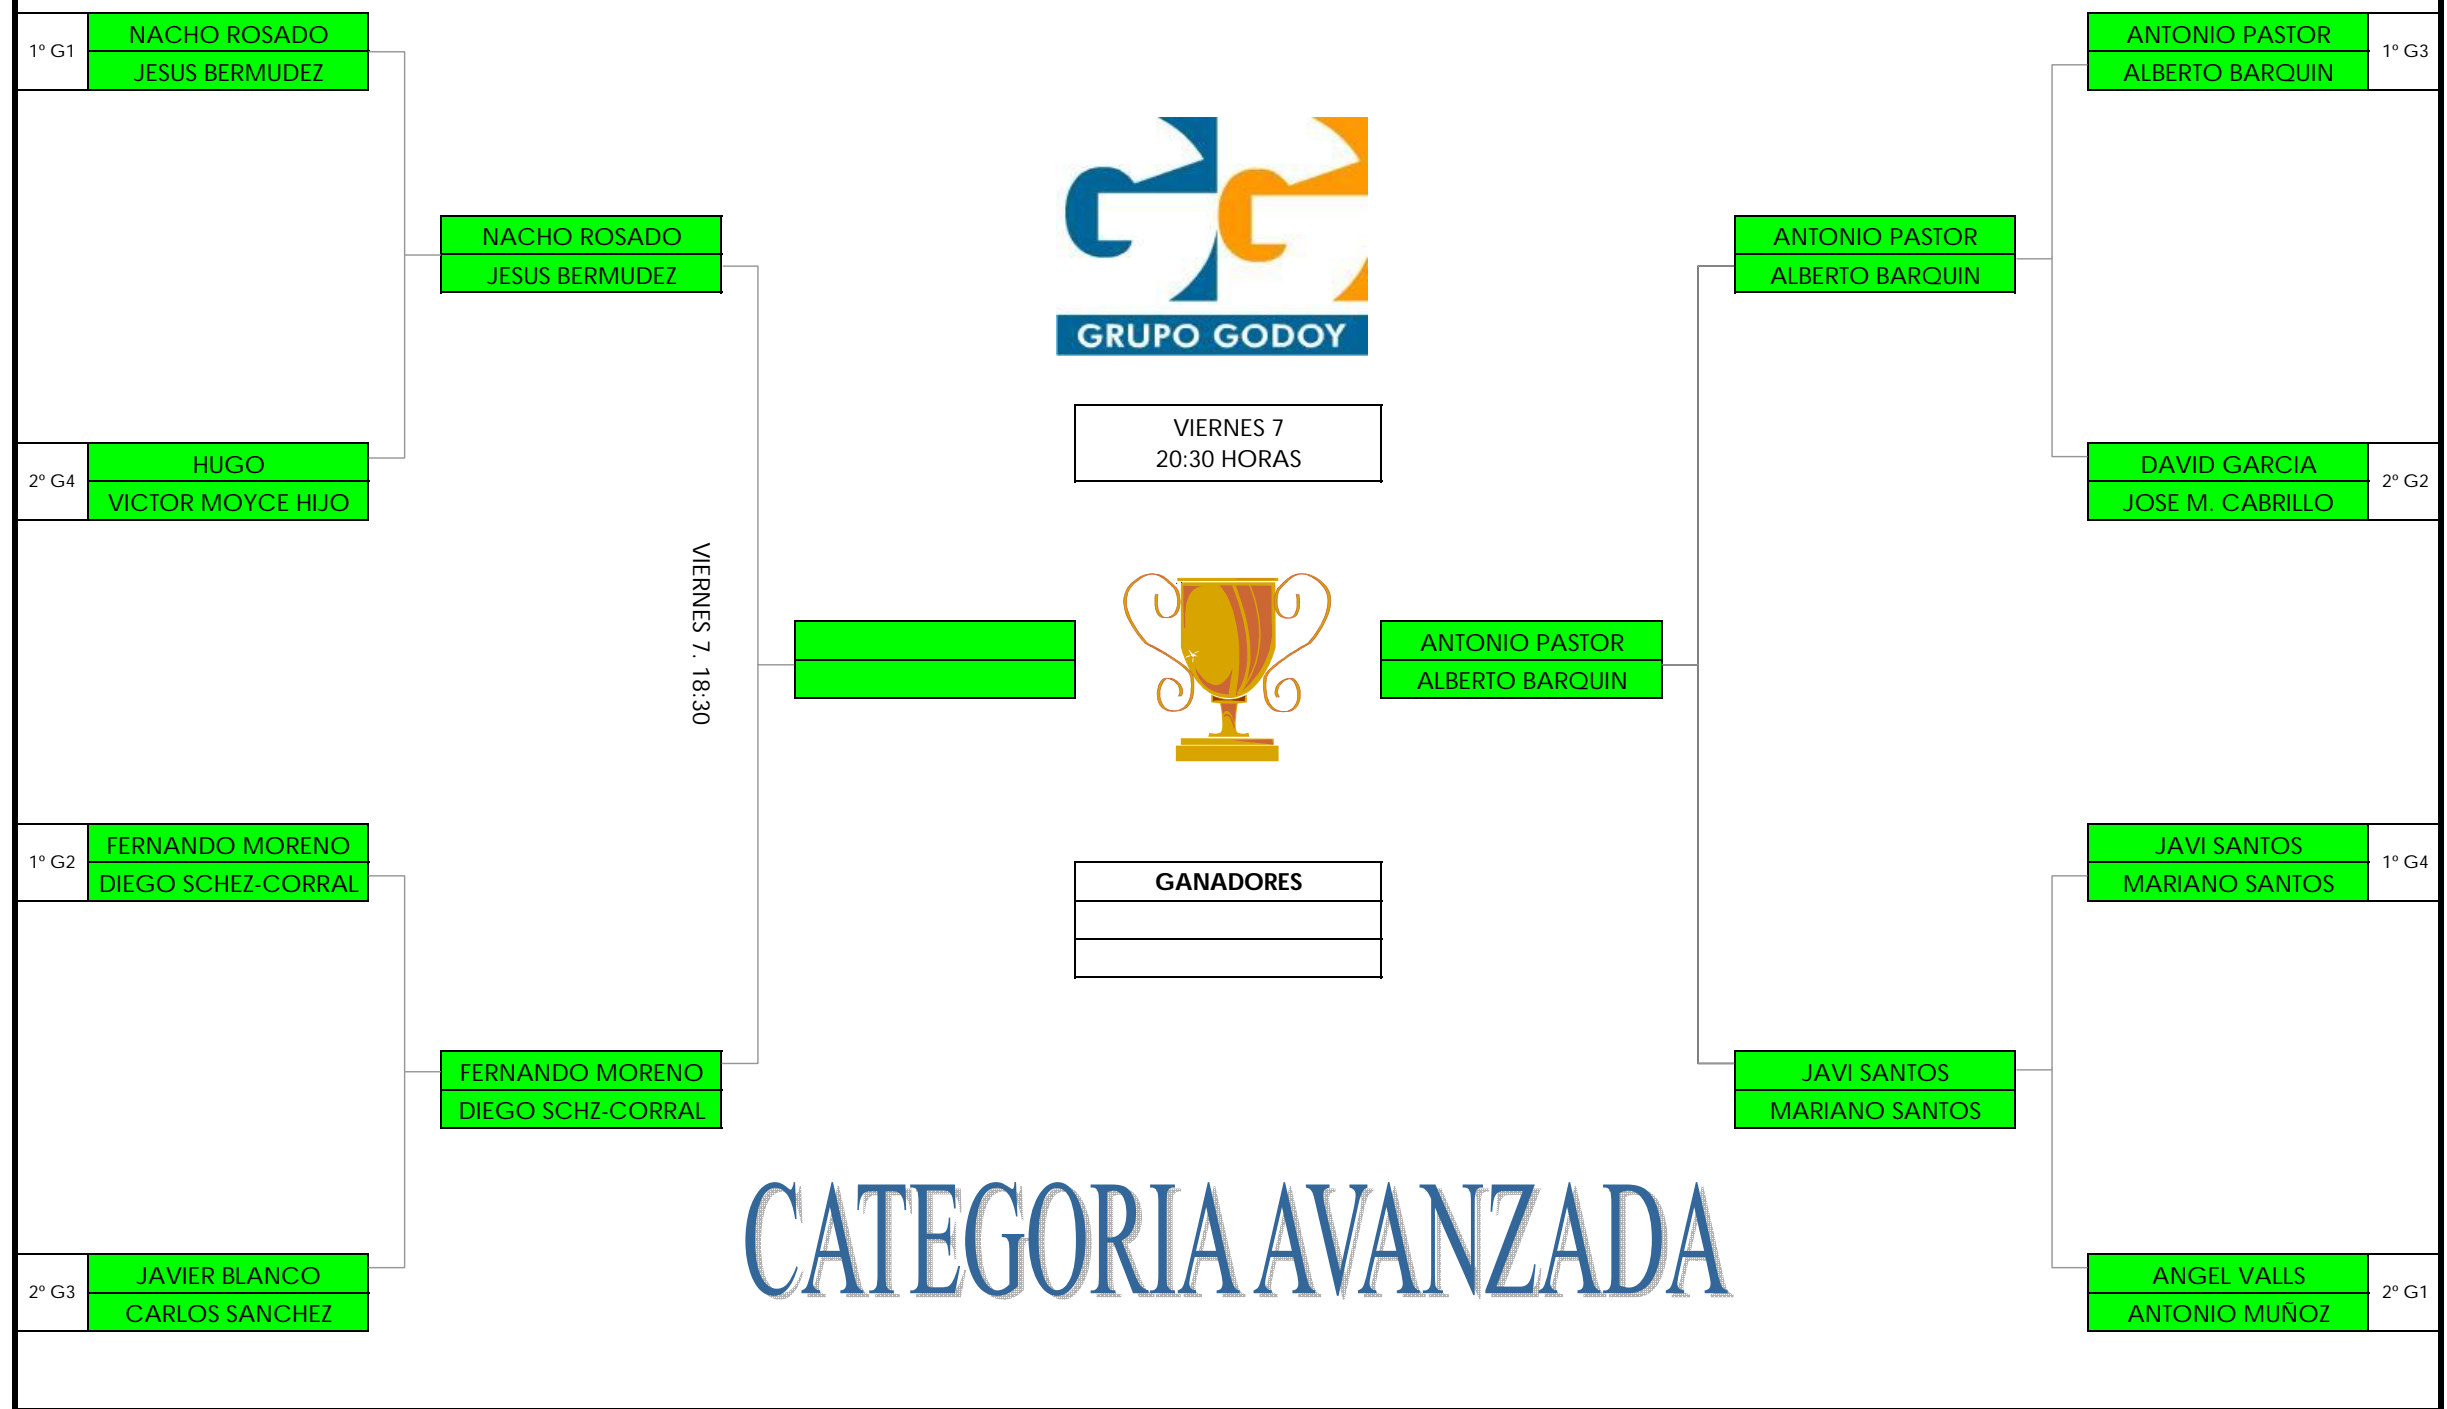 1º G1
NACHO ROSADO
JESUS BERMUDEZ
2º G4
HUGO
VICTOR MOYCE HIJO
1º G2
FERNANDO MORENO
DIEGO SCHEZ-CORRAL
2º G3
JAVIER BLANCO
CARLOS SANCHEZ
NACHO ROSADO
JESUS BERMUDEZ
FERNANDO MORENO
DIEGO SCHZ-CORRAL
VIERNES 7. 18:30
GRUPO GODOY
VIERNES 7
20:30 HORAS
GANADORES
ANTONIO PASTOR
ALBERTO BARQUIN
ANTONIO PASTOR
ALBERTO BARQUIN
JAVI SANTOS
MARIANO SANTOS
ANTONIO PASTOR
ALBERTO BARQUIN
1º G3
DAVID GARCIA
JOSE M. CABRILLO
2º G2
JAVI SANTOS
MARIANO SANTOS
1º G4
ANGEL VALLS
ANTONIO MUÑOZ
2º G1
CATEGORIA AVANZADA